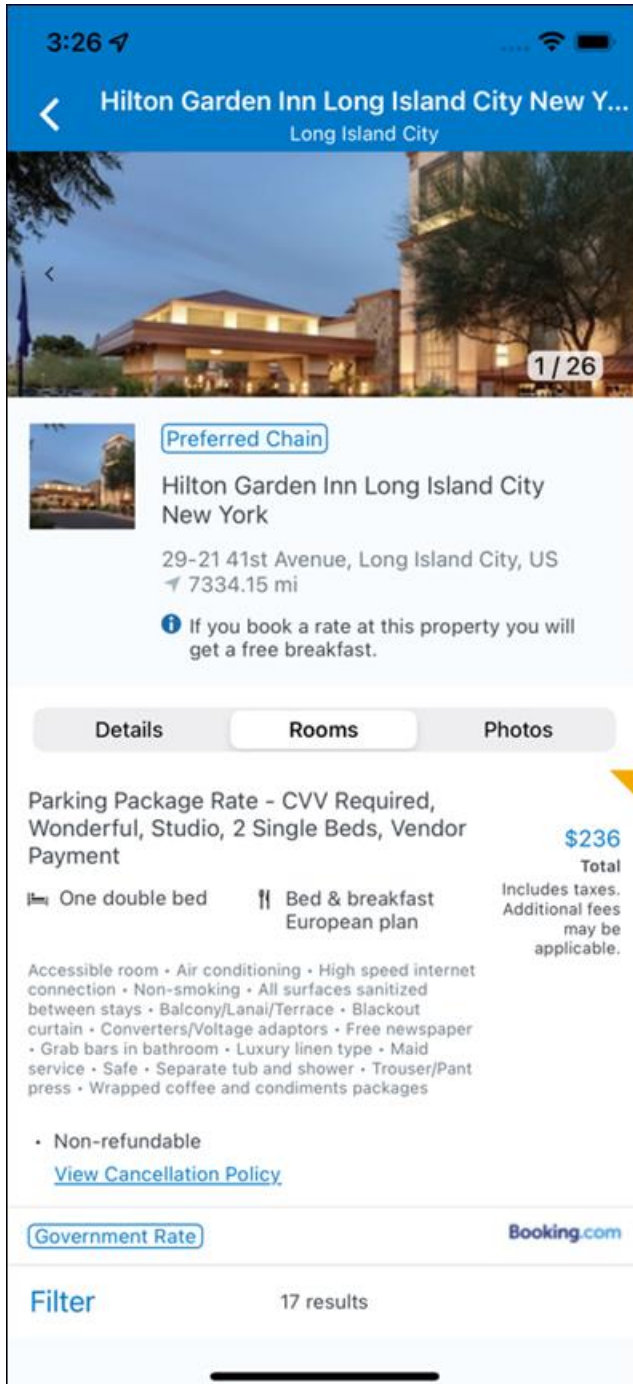 3:26
Hilton Garden Inn Long Island City New Y...
Long Island City
1 / 26
Preferred Chain
Hilton Garden Inn Long Island City
New York
29-21 41st Avenue, Long Island City, US
7334.15 mi
If you book a rate at this property you will
get a free breakfast.
Details Rooms Photos
Parking Package Rate - CVV Required,
Wonderful, Studio, 2 Single Beds, Vendor
Payment
$236
Total
Includes taxes.
Additional fees
may be
applicable.
One double bed
Bed & breakfast
European plan
Accessible room • Air conditioning • High speed internet
connection • Non-smoking • All surfaces sanitized
between stays • Balcony/Lanai/Terrace • Blackout
curtain • Converters/Voltage adaptors • Free newspaper
• Grab bars in bathroom • Luxury linen type • Maid
service • Safe • Separate tub and shower • Trouser/Pant
press • Wrapped coffee and condiments packages
• Non-refundable
View Cancellation Policy
Government Rate
Booking.com
Filter
17 results